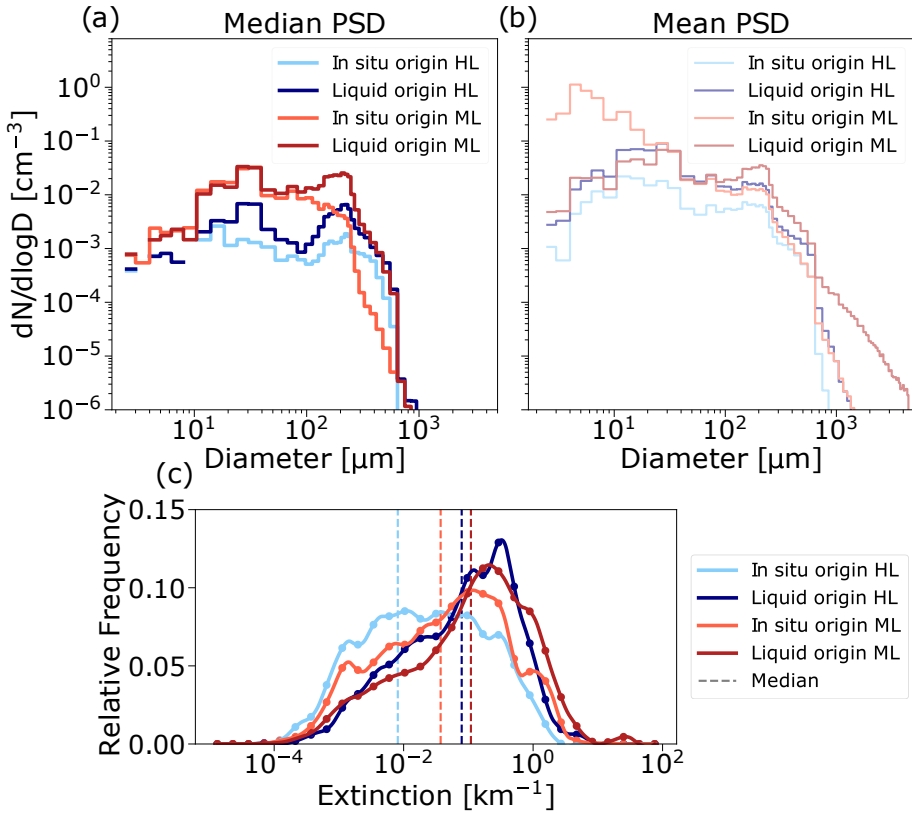 (a)
Median PSD
(b)
Mean PSD
In situ origin HL
Liquid origin HL
In situ origin ML
Liquid origin ML
In situ origin HL
Liquid origin HL
In situ origin ML
Liquid origin ML
dN/dlogD [cm⁻³]
10⁰
10⁻¹
10⁻²
10⁻³
10⁻⁴
10⁻⁵
10⁻⁶
10¹
10²
10³
10¹
10²
10³
Diameter [µm]
Diameter [µm]
(c)
Relative Frequency
0.15
0.10
0.05
0.00
10⁻⁴
10⁻²
10⁰
10²
Extinction [km⁻¹]
In situ origin HL
Liquid origin HL
In situ origin ML
Liquid origin ML
Median